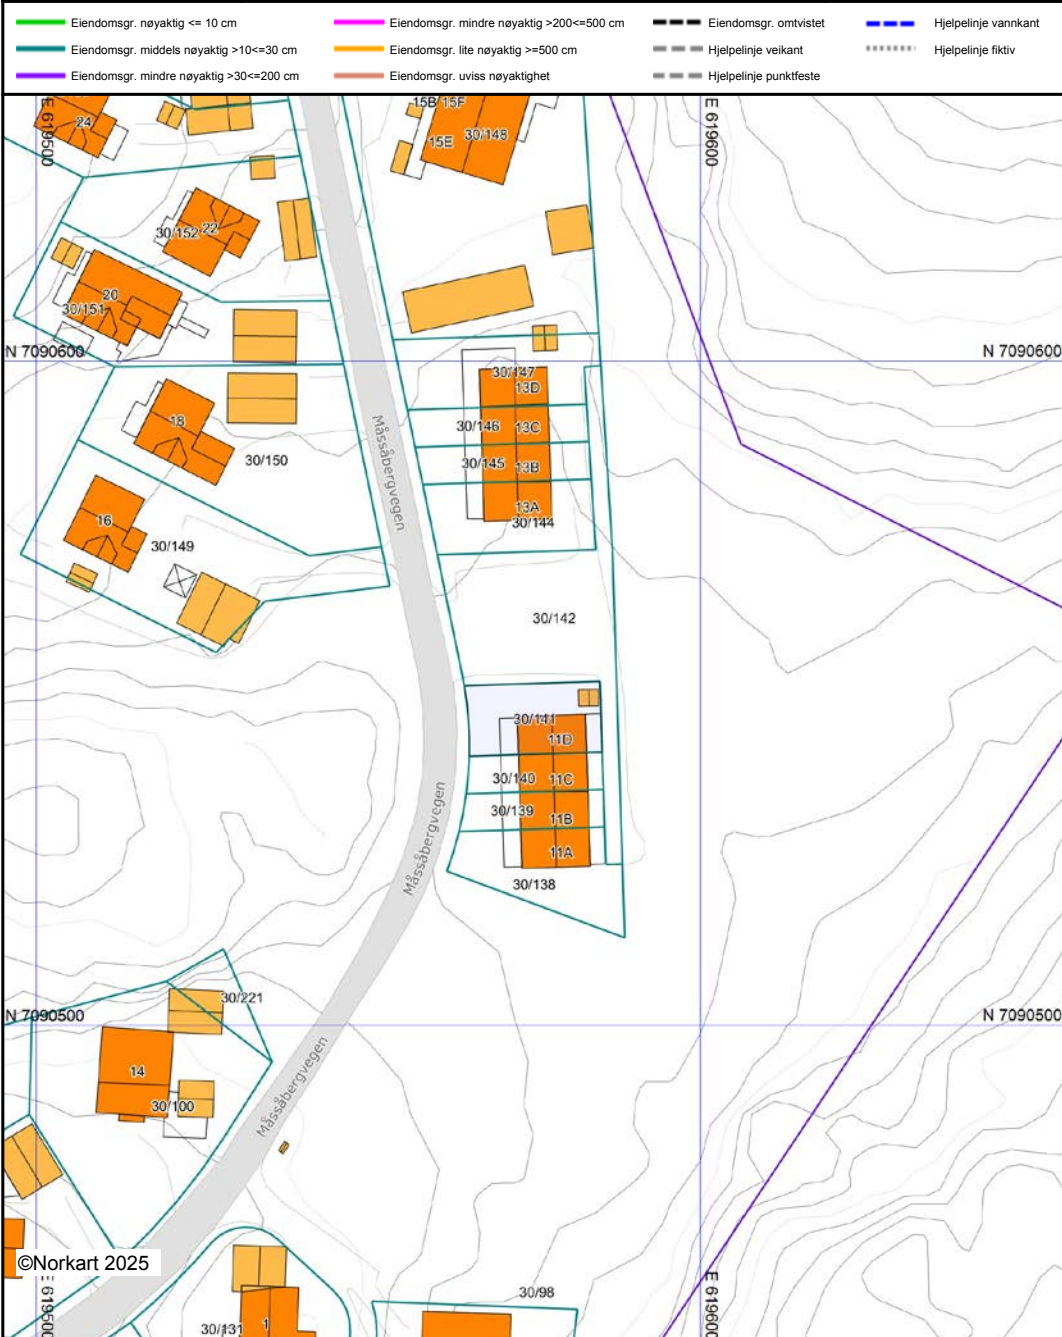 Eiendomsgr. nøyaktig <= 10 cm
Eiendomsgr. mindre nøyaktig >200<=500 cm
Eiendomsgr. omtvistet
Hjelpelinje vannkant
Eiendomsgr. middels nøyaktig >10<=30 cm
Eiendomsgr. lite nøyaktig >=500 cm
Hjelpelinje veikant
Hjelpelinje fiktiv
Eiendomsgr. mindre nøyaktig >30<=200 cm
Eiendomsgr. uviss nøyaktighet
Hjelpelinje punktfeste
E 619500
E 619600
15B 15F
24
15E
30/148
30/152
22
20
30/151
N 7090600
N 7090600
30/147
13D
18
30/146
13C
Måssåbergvegen
30/150
30/145
13B
13A
16
30/144
30/149
30/142
30/141
11D
30/140
11C
30/139
11B
Måssåbergvegen
11A
30/138
30/221
N 7090500
N 7090500
14
Måssåbergvegen
30/100
©Norkart 2025
E 619500
E 619600
30/98
30/131
1